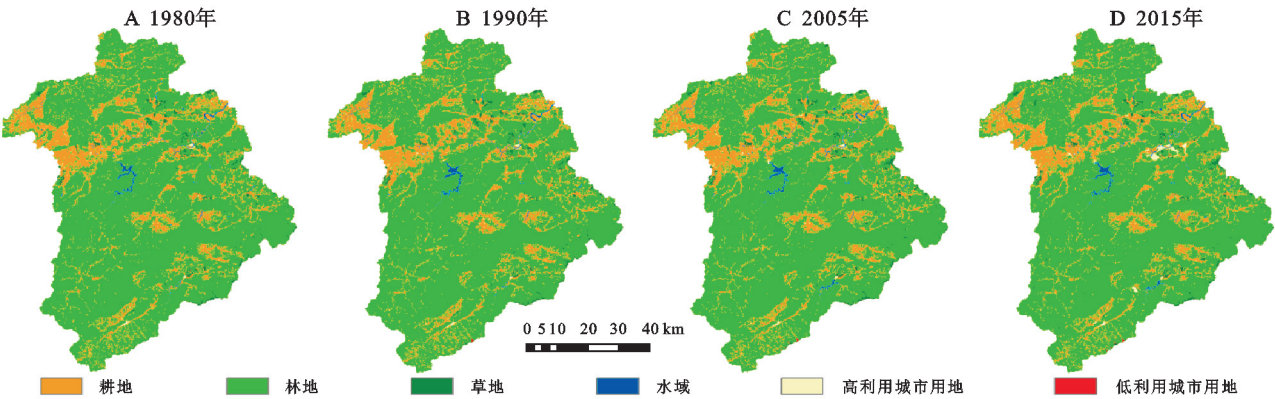 A 1980年
B 1990年
C 2005年
D 2015年
0 5 10 20 30 40 km
耕地
林地
草地
水域
高利用城市用地
低利用城市用地